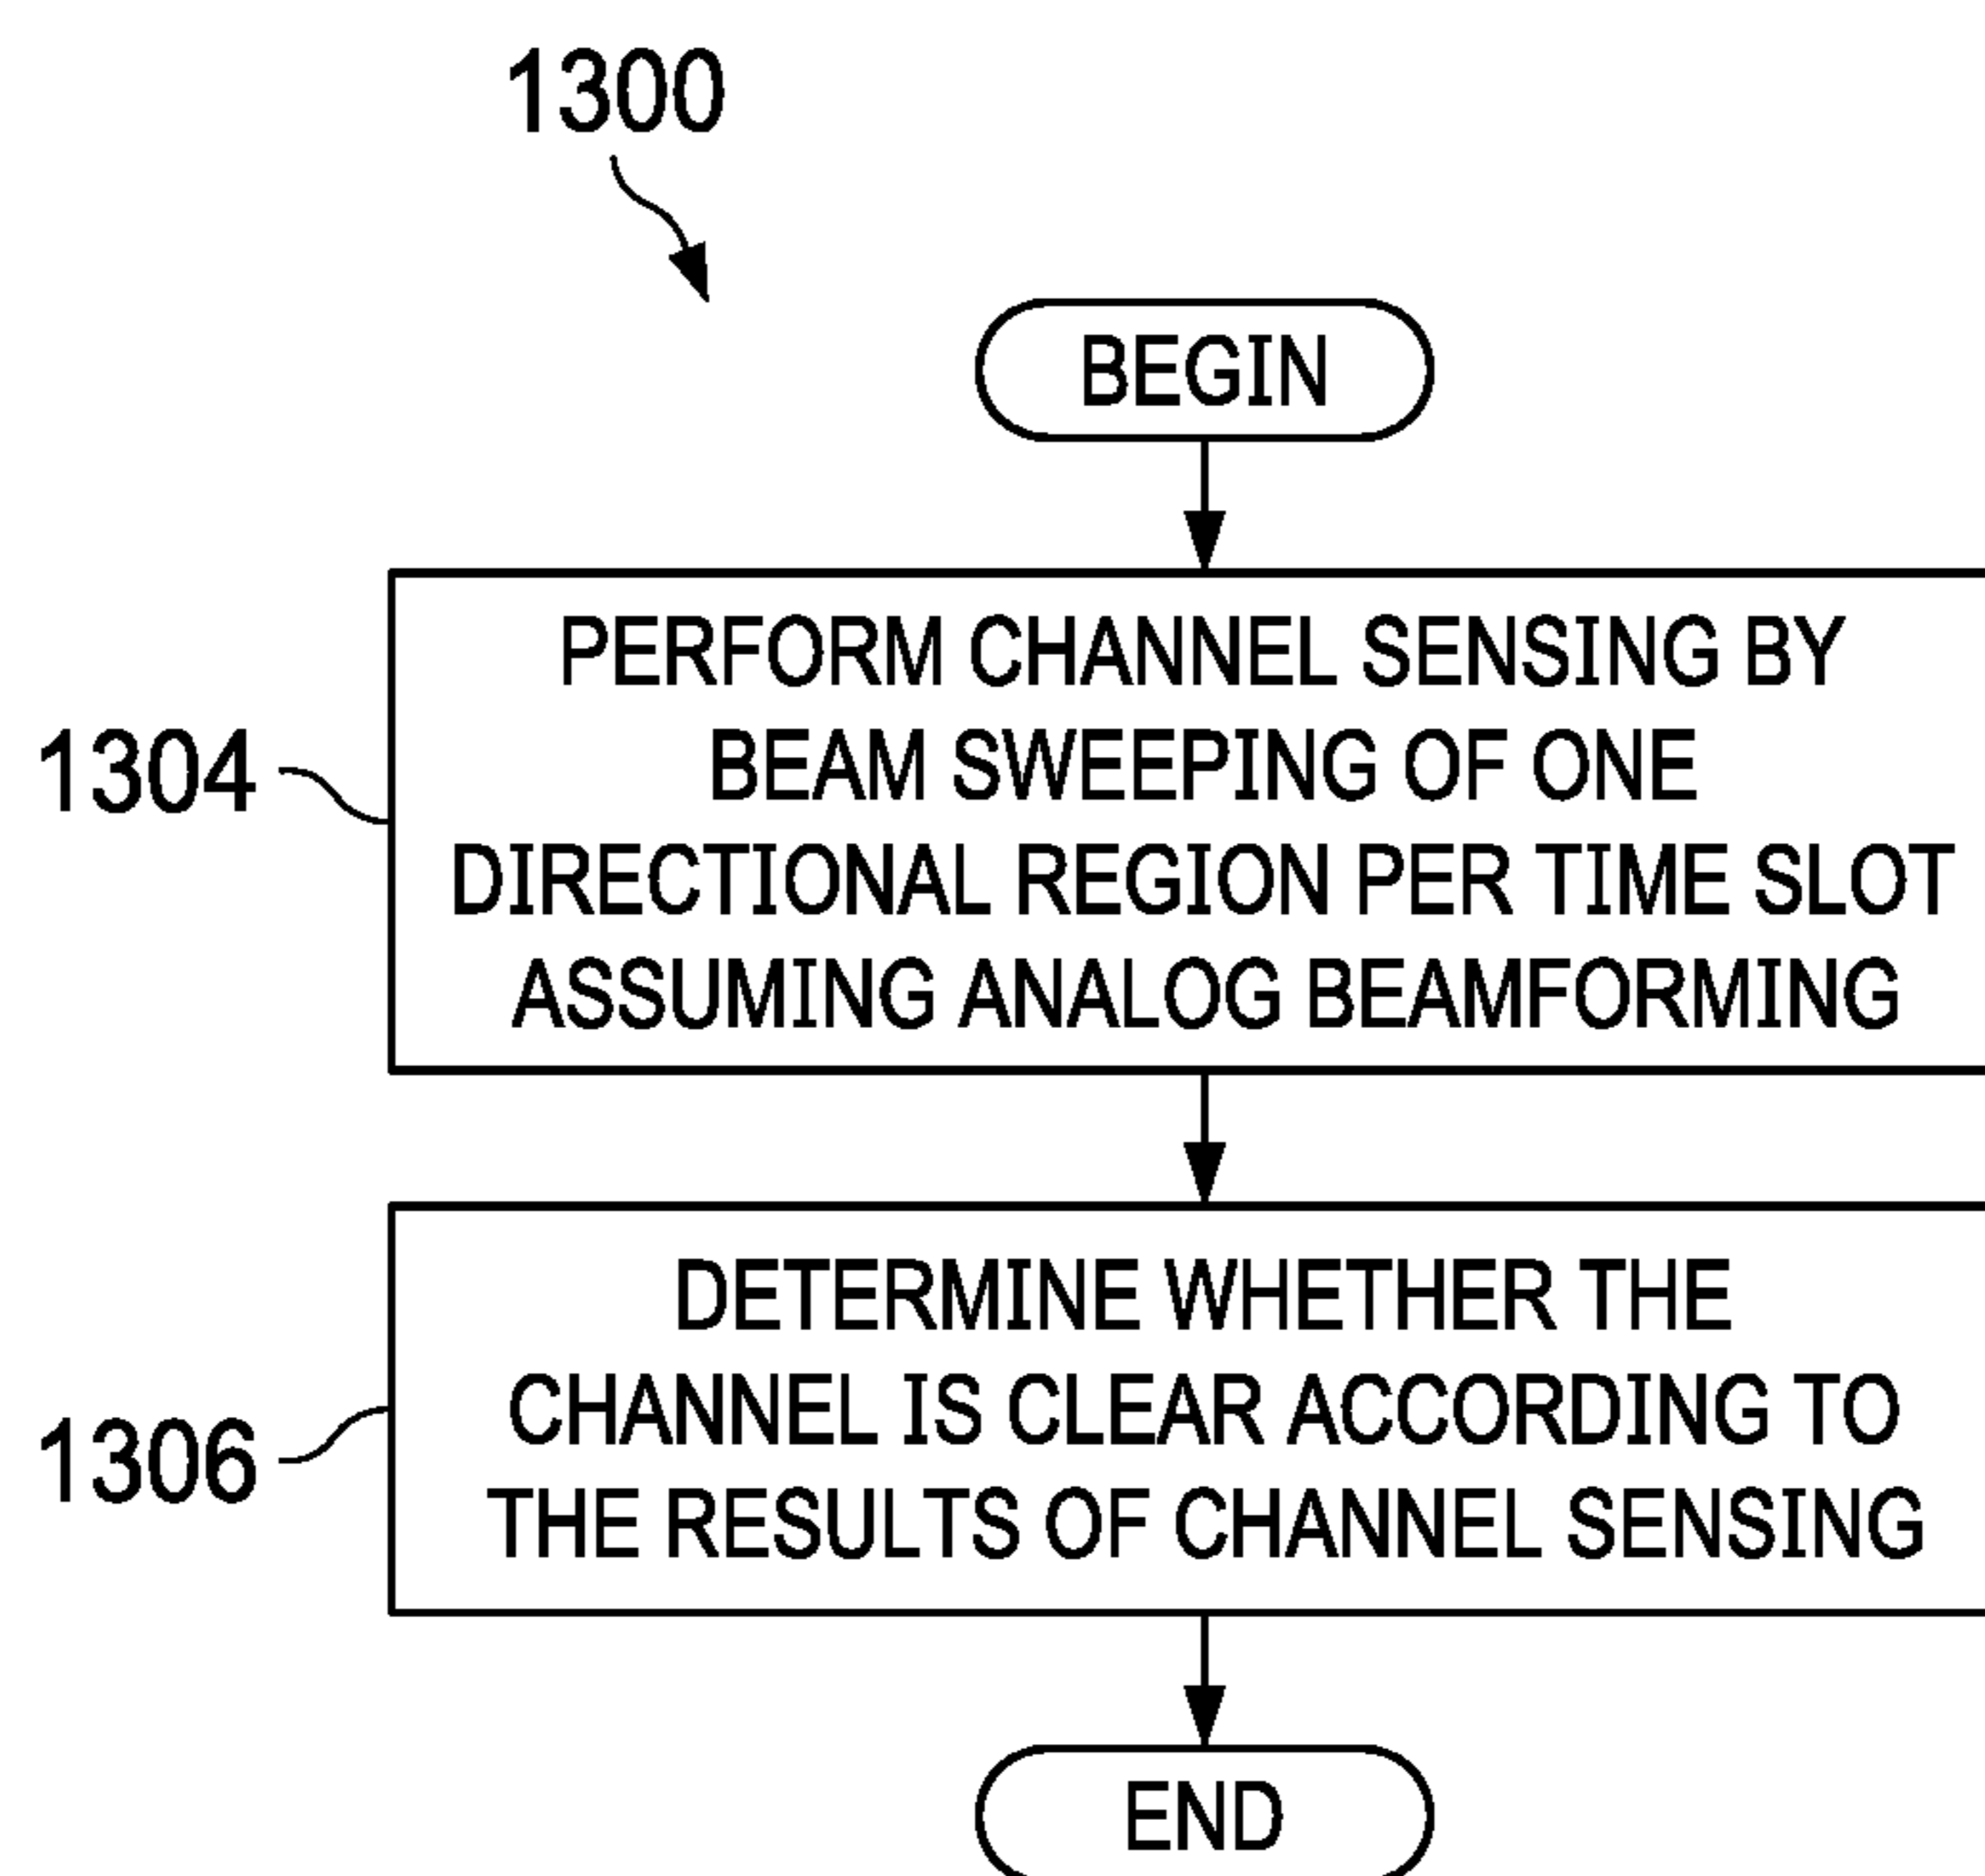 1300
BEGIN
1304
PERFORM CHANNEL SENSING BY
BEAM SWEEPING OF ONE
DIRECTIONAL REGION PER TIME SLOT
ASSUMING ANALOG BEAMFORMING
1306
DETERMINE WHETHER THE
CHANNEL IS CLEAR ACCORDING TO
THE RESULTS OF CHANNEL SENSING
END